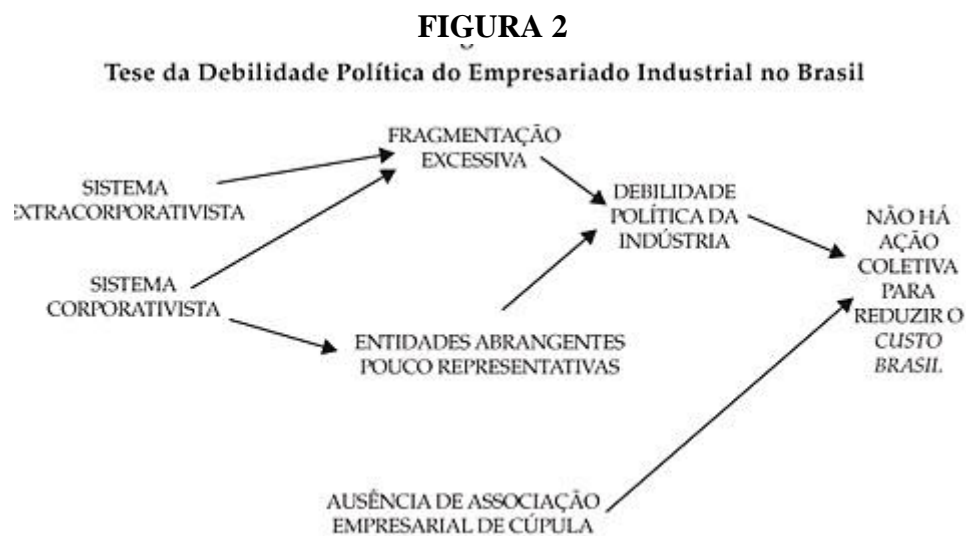 FIGURA 2
Tese da Debilidade Política do Empresariado Industrial no Brasil
FRAGMENTAÇÃO
EXCESSIVA
SISTEMA
EXTRACORPORATIVISTA
DEBILIDADE
POLÍTICA DA
INDÚSTRIA
NÃO HÁ
AÇÃO
COLETIVA
PARA
REDUZIR O
CUSTO
BRASIL
SISTEMA
CORPORATIVISTA
ENTIDADES ABRANGENTES
POUCO REPRESENTATIVAS
AUSÊNCIA DE ASSOCIAÇÃO
EMPRESARIAL DE CÚPULA